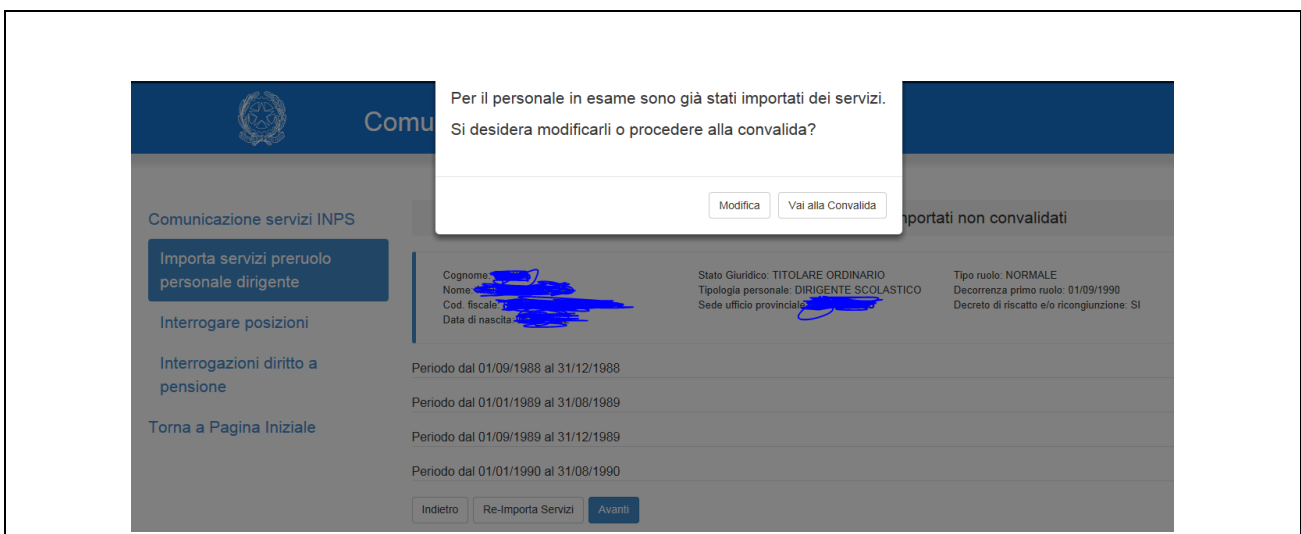 Per il personale in esame sono già stati importati dei servizi.
Si desidera modificarli o procedere alla convalida?
Modifica
Vai alla Convalida
Comunicazione servizi INPS
Importa servizi preruolo
personale dirigente
Interrogare posizioni
Interrogazioni diritto a
pensione
Torna a Pagina Iniziale
non convalidati
Cognome:
Nome:
Cod. fiscale:
Data di nascita:
Stato Giuridico: TITOLARE ORDINARIO
Tipologia personale: DIRIGENTE SCOLASTICO
Sede ufficio provinciale
Tipo ruolo: NORMALE
Decorrenza primo ruolo: 01/09/1990
Decreto di riscatto e/o ricongiunzione: SI
Periodo dal 01/09/1988 al 31/12/1988
Periodo dal 01/01/1989 al 31/08/1989
Periodo dal 01/09/1989 al 31/12/1989
Periodo dal 01/01/1990 al 31/08/1990
Indietro
Re-Importa Servizi
Avanti